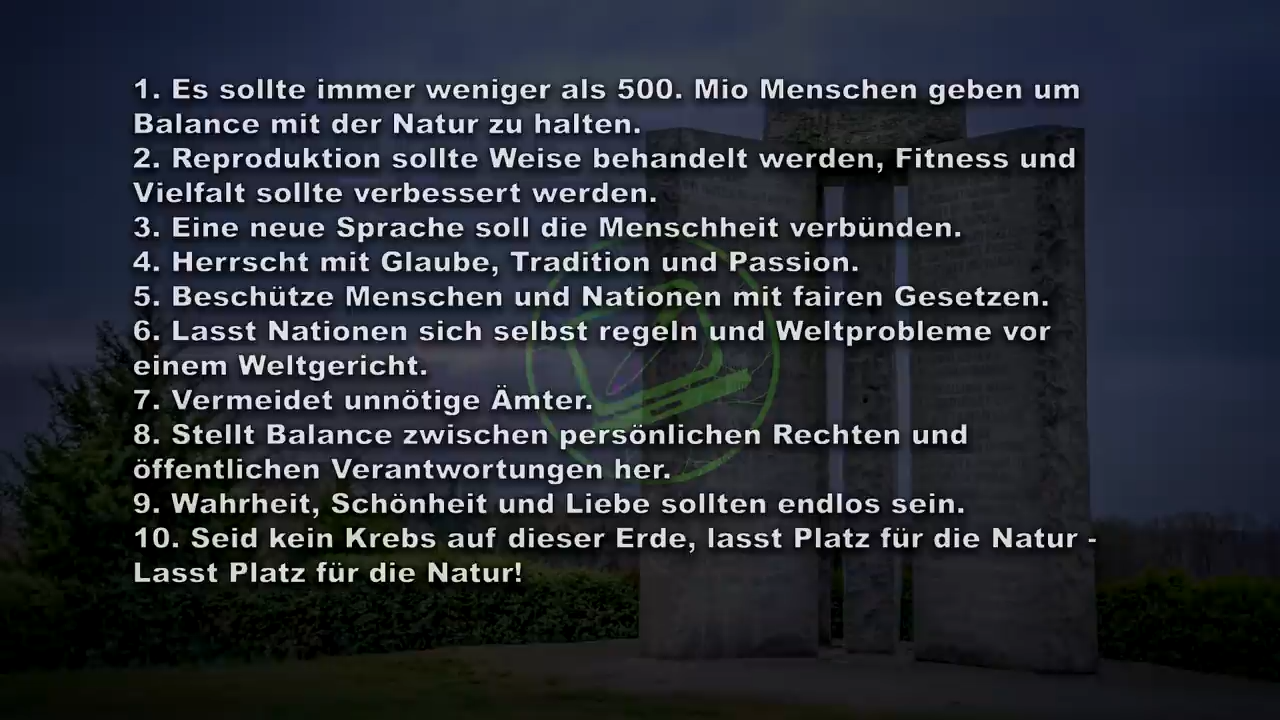 1. Es sollte immer weniger als 500. Mio Menschen geben um
Balance mit der Natur zu halten.
2. Reproduktion sollte Weise behandelt werden, Fitness und
Vielfalt sollte verbessert werden.
3. Eine neue Sprache soll die Menschheit verbünden.
4. Herrscht mit Glaube, Tradition und Passion.
5. Beschütze Menschen und Nationen mit fairen Gesetzen.
6. Lasst Nationen sich selbst regeln und Weltprobleme vor
einem Weltgericht.
7. Vermeidet unnötige Ämter.
8. Stellt Balance zwischen persönlichen Rechten und
öffentlichen Verantwortungen her.
9. Wahrheit, Schönheit und Liebe sollten endlos sein.
10. Seid kein Krebs auf dieser Erde, lasst Platz für die Natur -
Lasst Platz für die Natur!